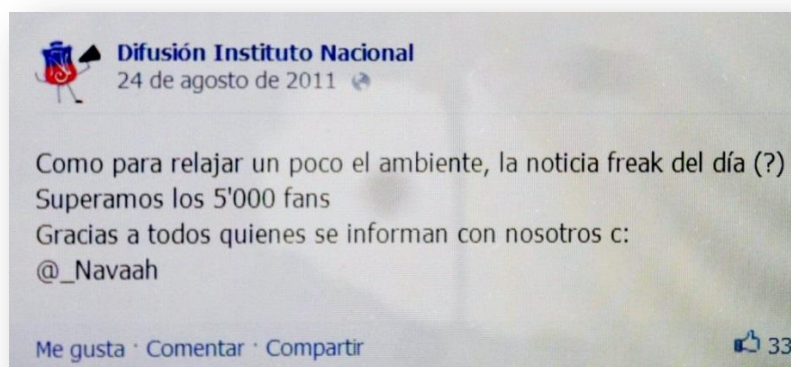 Difusión Instituto Nacional
24 de agosto de 2011
Como para relajar un poco el ambiente, la noticia freak del día (?)
Superamos los 5'000 fans
Gracias a todos quienes se informan con nosotros c:
@_Navaah
Me gusta · Comentar · Compartir 33